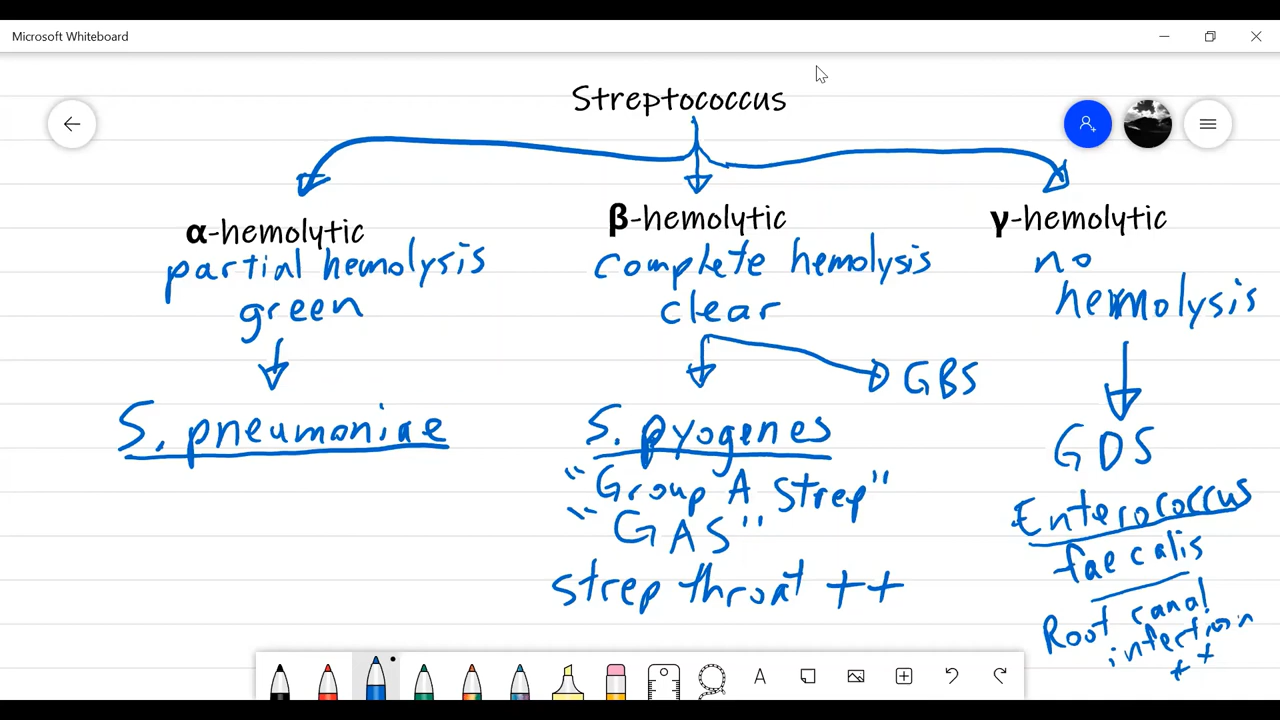 Microsoft Whiteboard
Streptococcus
α-hemolytic
partial hemolysis
green
S. pneumoniae
β-hemolytic
complete hemolysis
clear
GBS
S. pyogenes
"Group A Strep"
"GAS"
strep throat ++
γ-hemolytic
no
hemolysis
GDS
Enterococcus
faecalis
Root canal
infection
++
A